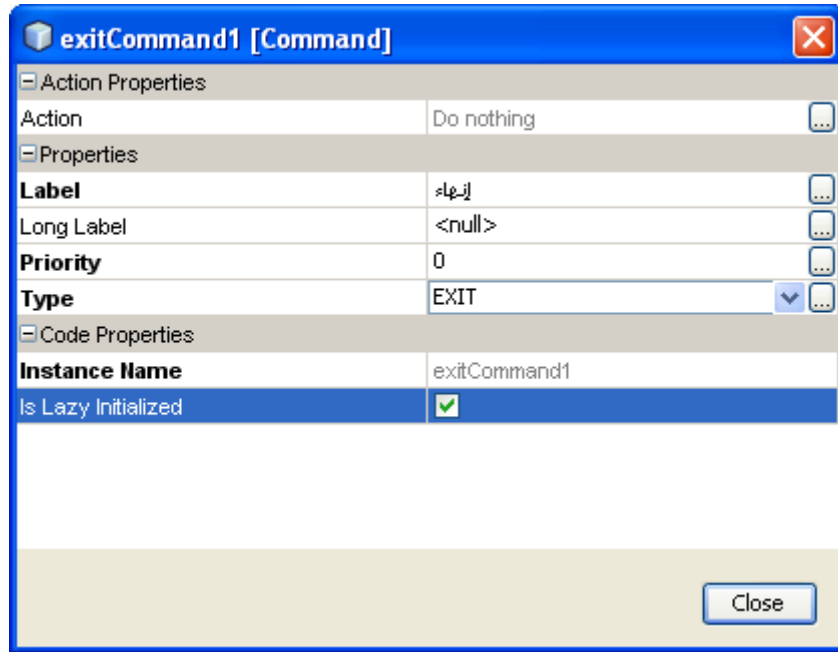 exitCommand1 [Command]
Action Properties
Action Do nothing ...
Properties
Label إنهاء ...
Long Label <null> ...
Priority 0 ...
Type EXIT ...
Code Properties
Instance Name exitCommand1
Is Lazy Initialized
Close